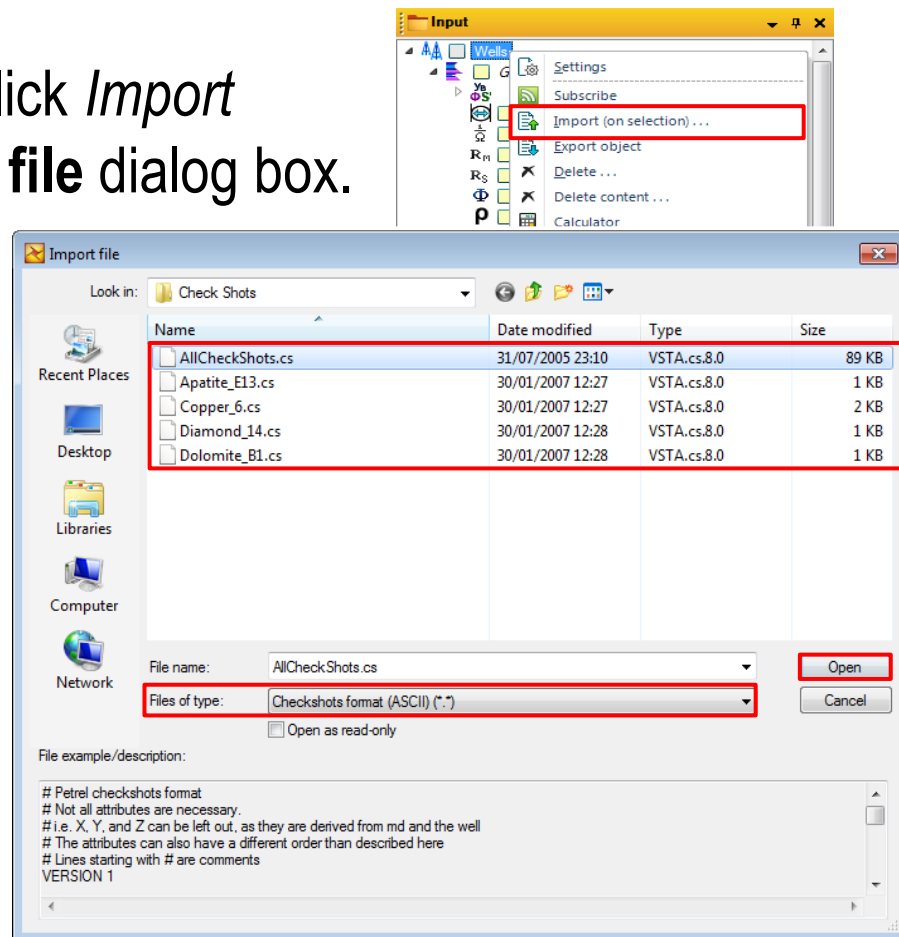 Input
lick Import
file dialog box.
Wells
G
Settings
Subscribe
Import (on selection) ...
Export object
Delete ...
Delete content ...
Calculator
Import file
Look in: Check Shots
Name Date modified Type Size
AllCheckShots.cs 31/07/2005 23:10 VSTA.cs.8.0 89 KB
Apatite_E13.cs 30/01/2007 12:27 VSTA.cs.8.0 1 KB
Copper_6.cs 30/01/2007 12:27 VSTA.cs.8.0 2 KB
Diamond_14.cs 30/01/2007 12:28 VSTA.cs.8.0 1 KB
Dolomite_B1.cs 30/01/2007 12:28 VSTA.cs.8.0 1 KB
Recent Places
Desktop
Libraries
Computer
Network
File name: AllCheckShots.cs Open
Files of type: Checkshots format (ASCII) (*.*) Cancel
Open as read-only
File example/description:
# Petrel checkshots format
# Not all attributes are necessary.
# i.e. X, Y, and Z can be left out, as they are derived from md and the well
# The attributes can also have a different order than described here
# Lines starting with # are comments
VERSION 1